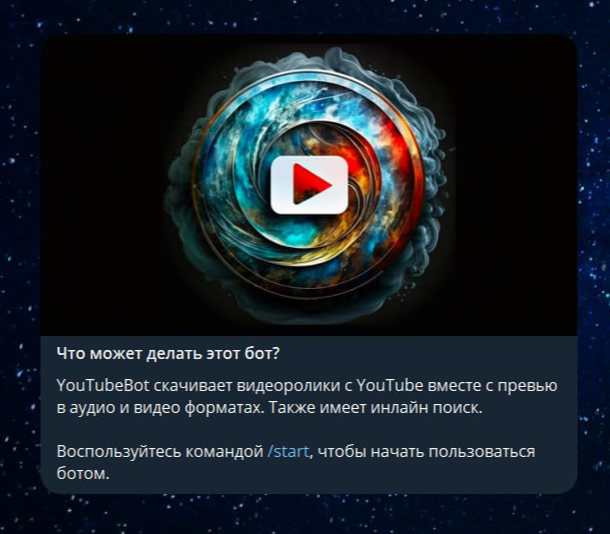 Что может делать этот бот?
YouTubeBot скачивает видеоролики с YouTube вместе с превью
в аудио и видео форматах. Также имеет инлайн поиск.
Воспользуйтесь командой /start, чтобы начать пользоваться
ботом.